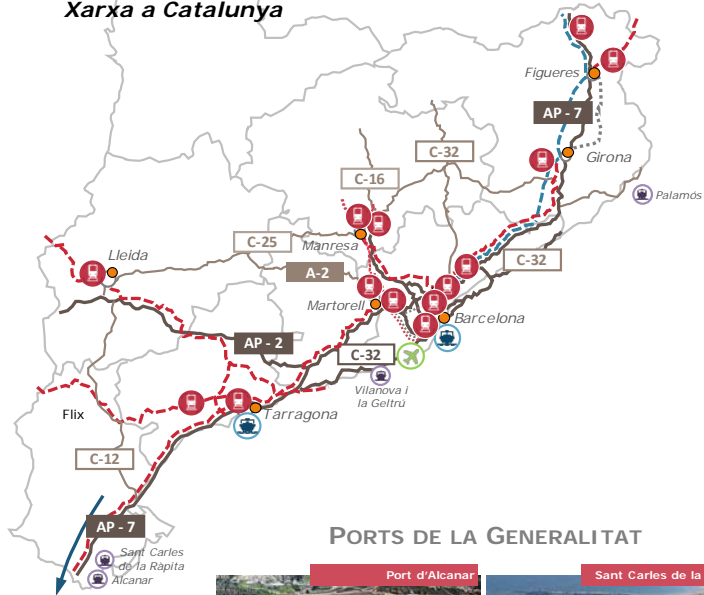 Xarxa a Catalunya
Figueres
AP - 7
Girona
C-32
C-16
Palamós
Lleida
C-25
Manresa
C-32
A-2
Martorell
Barcelona
AP - 2
C-32
Vilanova i
la Geltrú
Flix
Tarragona
C-12
AP - 7
Sant Carles
de la Ràpita
Alcanar
PORTS DE LA GENERALITAT
Port d'Alcanar
Sant Carles de la